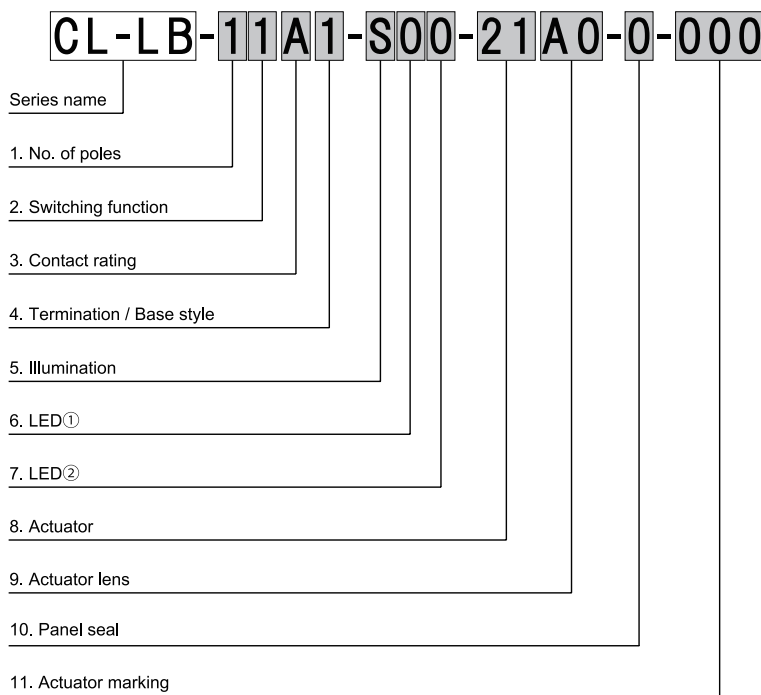 CL-LB-11A1-S00-21A0-0-000
Series name
1. No. of poles
2. Switching function
3. Contact rating
4. Termination / Base style
5. Illumination
6. LED①
7. LED②
8. Actuator
9. Actuator lens
10. Panel seal
11. Actuator marking